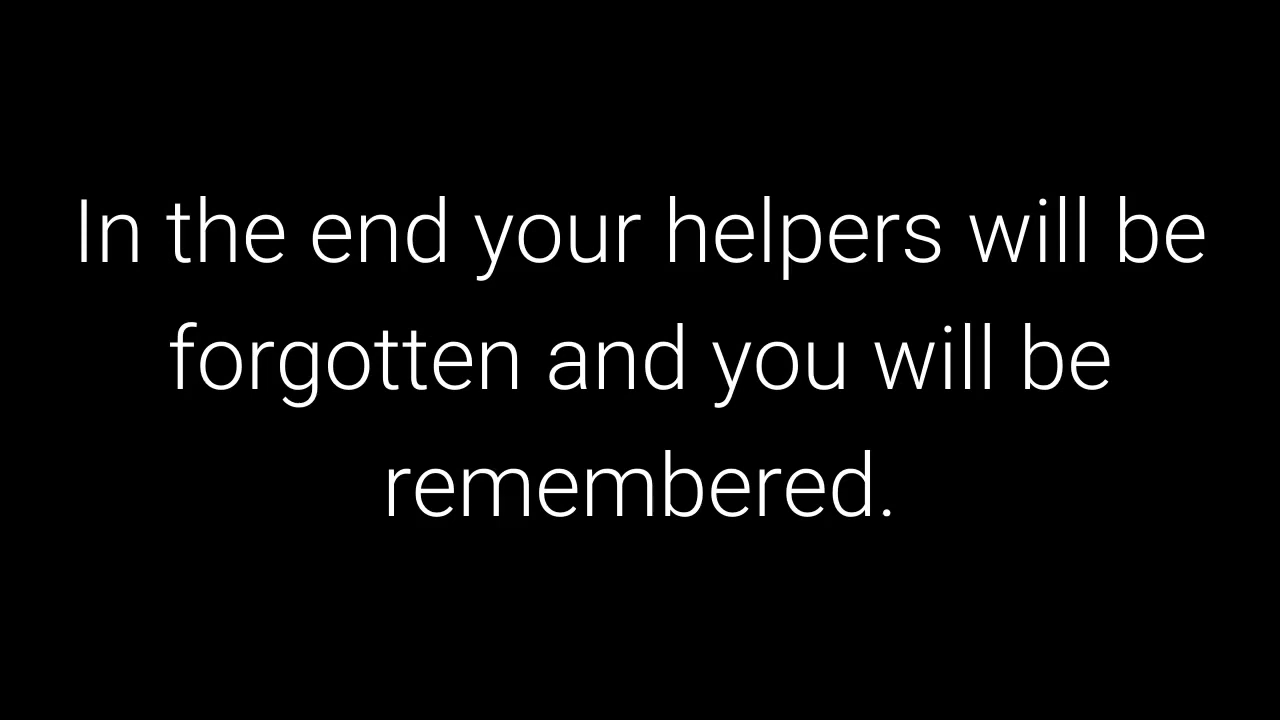 In the end your helpers will be
forgotten and you will be
remembered.